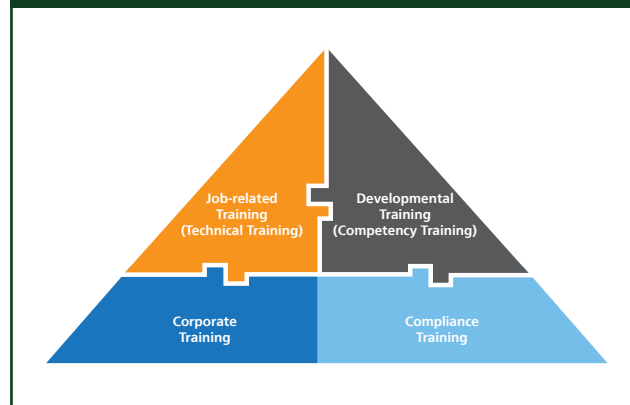 Job-related
Training
(Technical Training)
Developmental
Training
(Competency Training)
Corporate
Training
Compliance
Training